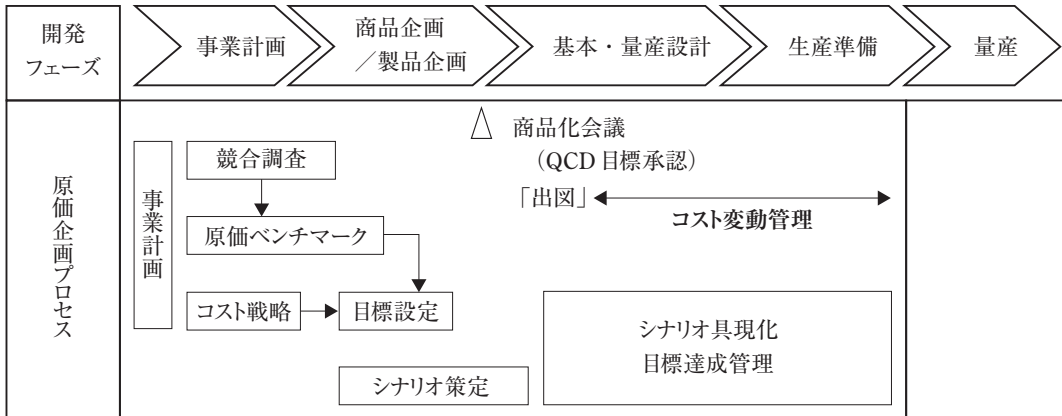 開発
フェーズ
事業計画
商品企画
／製品企画
基本・量産設計
生産準備
量産
原価企画プロセス
事業計画
競合調査
原価ベンチマーク
コスト戦略
目標設定
シナリオ策定
商品化会議
（QCD 目標承認）
「出図」
コスト変動管理
シナリオ具現化
目標達成管理